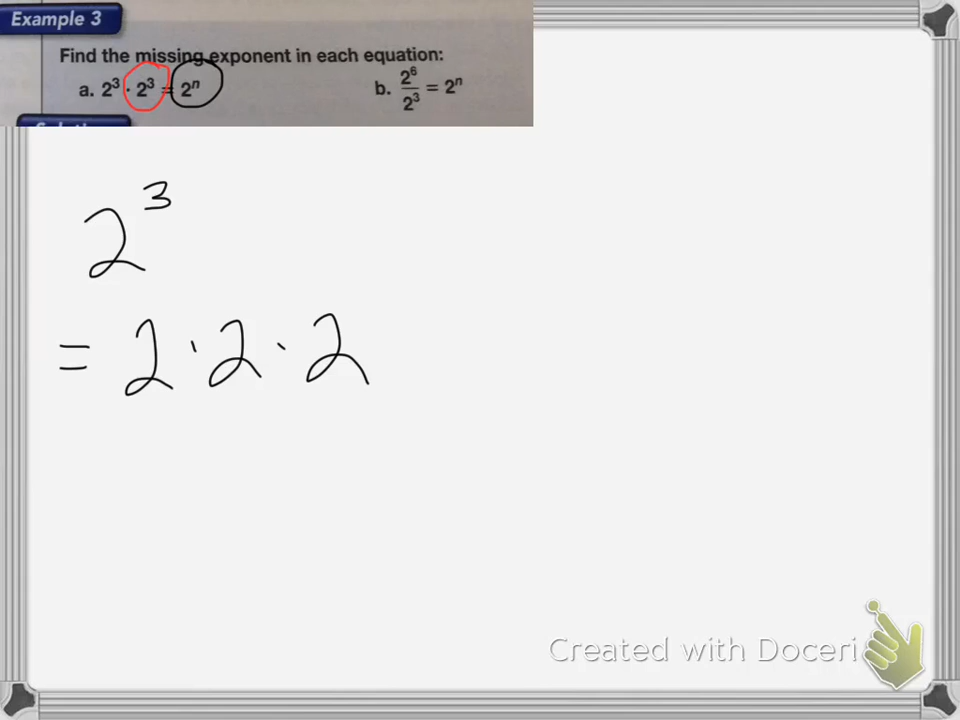 Example 3
Find the missing exponent in each equation:
a. 2³ · 2³ = 2ⁿ b. 2⁶/2³ = 2ⁿ
2³
= 2 · 2 · 2
Created with Doceri